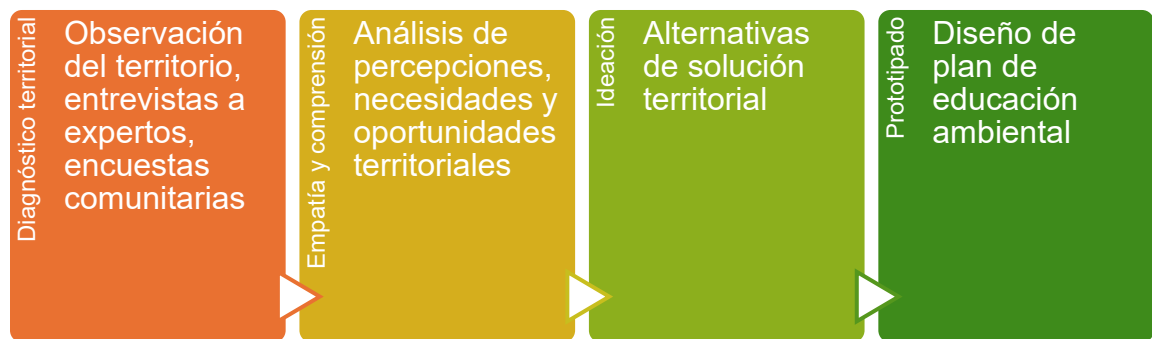 Diagnóstico territorial
Observación
del territorio,
entrevistas a
expertos,
encuestas
comunitarias
Empatía y comprensión
Análisis de
percepciones,
necesidades y
oportunidades
territoriales
Ideación
Alternativas
de solución
territorial
Prototipado
Diseño de
plan de
educación
ambiental